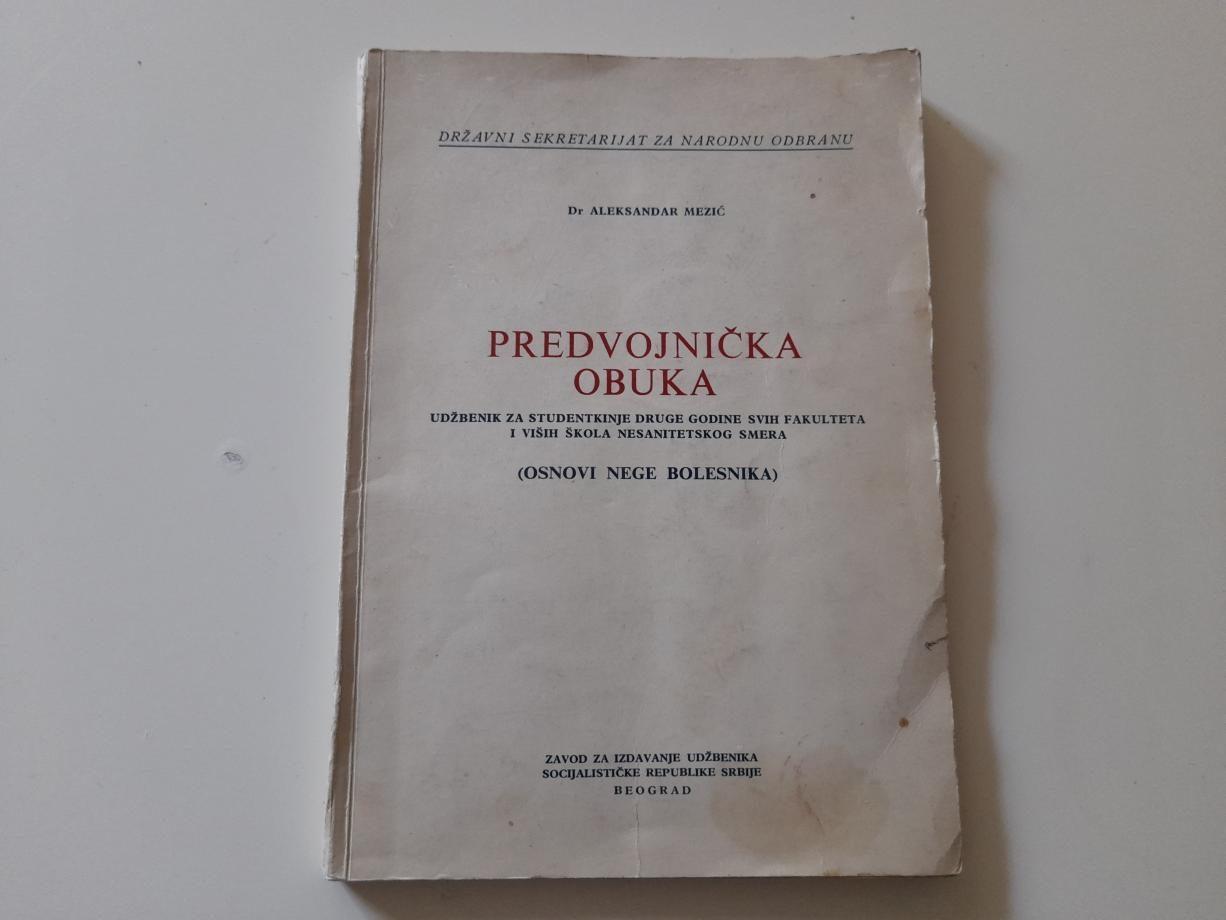 DRŽAVNI SEKRETARIJAT ZA NARODNU ODBRANU
Dr ALEKSANDAR MEZIĆ
PREDVOJNIČKA
OBUKA
UDŽBENIK ZA STUDENTKINJE DRUGE GODINE SVIH FAKULTETA
I VIŠIH ŠKOLA NESANITETSKOG SMERA
(OSNOVI NEGE BOLESNIKA)
ZAVOD ZA IZDAVANJE UDŽBENIKA
SOCIJALISTIČKE REPUBLIKE SRBIJE
BEOGRAD